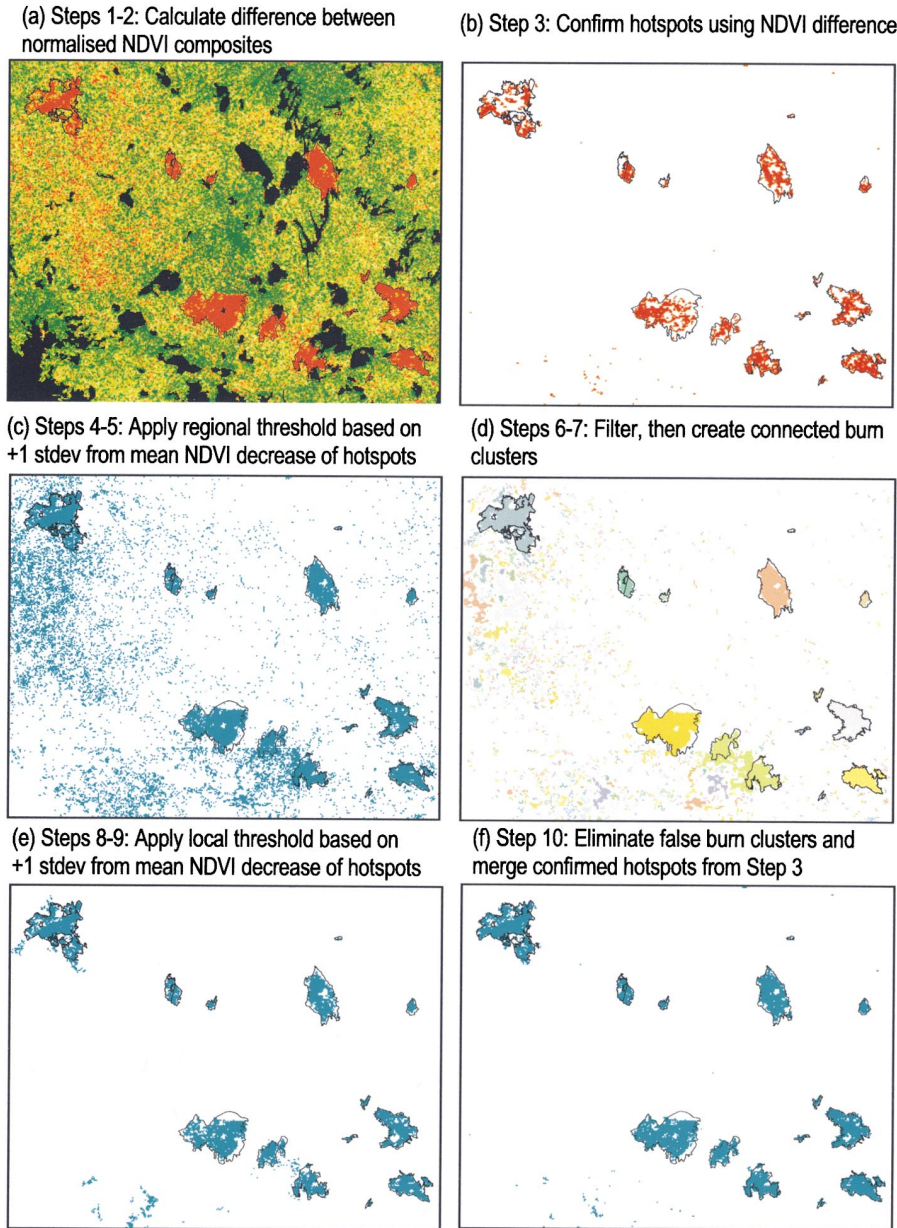 (a) Steps 1-2: Calculate difference between
normalised NDVI composites
(b) Step 3: Confirm hotspots using NDVI difference
(c) Steps 4-5: Apply regional threshold based on
+1 stdev from mean NDVI decrease of hotspots
(d) Steps 6-7: Filter, then create connected burn
clusters
(e) Steps 8-9: Apply local threshold based on
+1 stdev from mean NDVI decrease of hotspots
(f) Step 10: Eliminate false burn clusters and
merge confirmed hotspots from Step 3